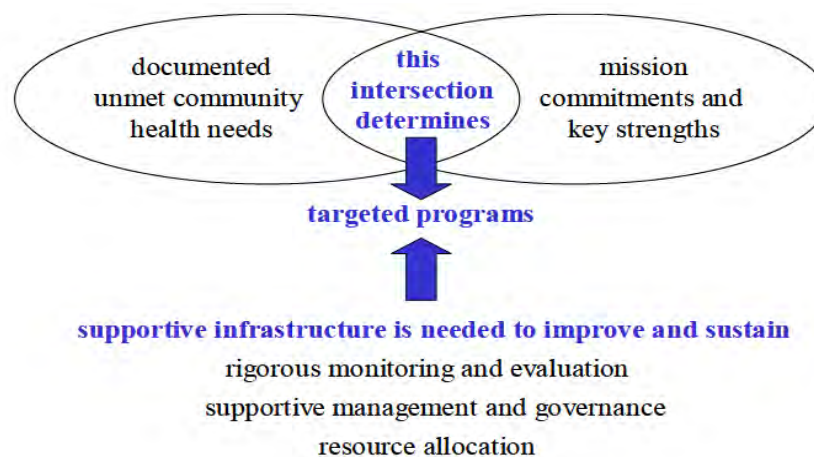 documented
unmet community
health needs
this
intersection
determines
mission
commitments and
key strengths
targeted programs
supportive infrastructure is needed to improve and sustain
rigorous monitoring and evaluation
supportive management and governance
resource allocation